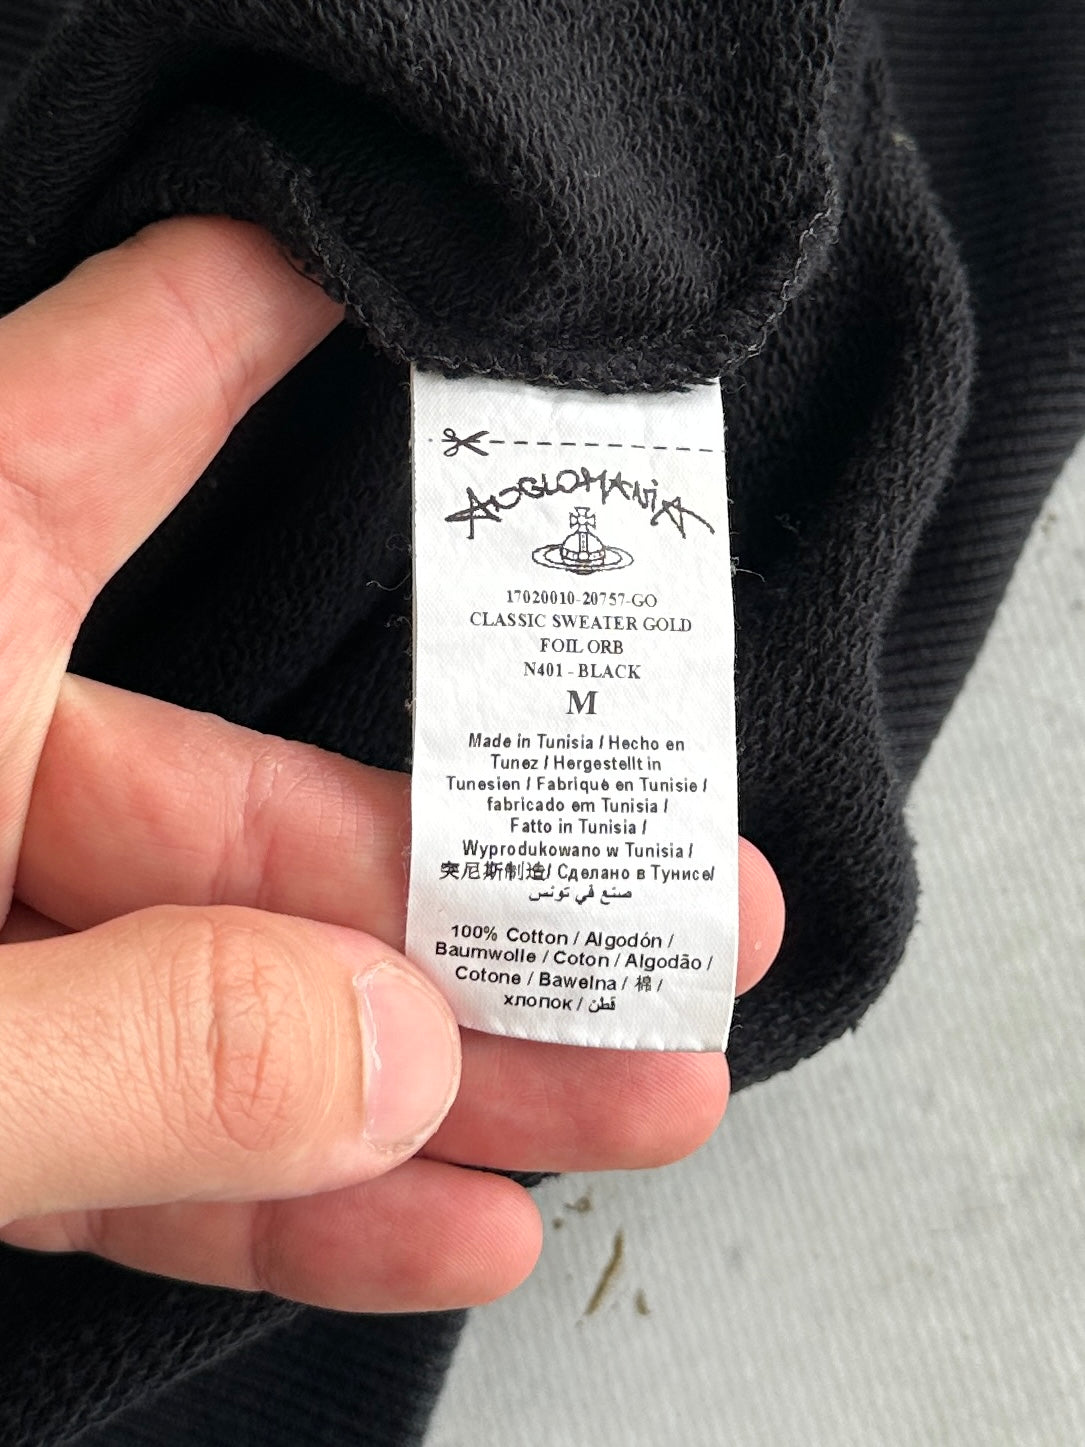 ANGLOMANIA
17020010-20757-GO
CLASSIC SWEATER GOLD
FOIL ORB
N401 - BLACK
M
Made in Tunisia / Hecho en
Tunez / Hergestellt in
Tunesien / Fabriqué en Tunisie /
fabricado em Tunisia /
Fatto in Tunisia /
Wyprodukowano w Tunisia /
突尼斯制造/ Сделано в Тунисе/
صنع في تونس
100% Cotton / Algodón /
Baumwolle / Coton / Algodão /
Cotone / Bawełna / 棉 /
хлопок / قطن